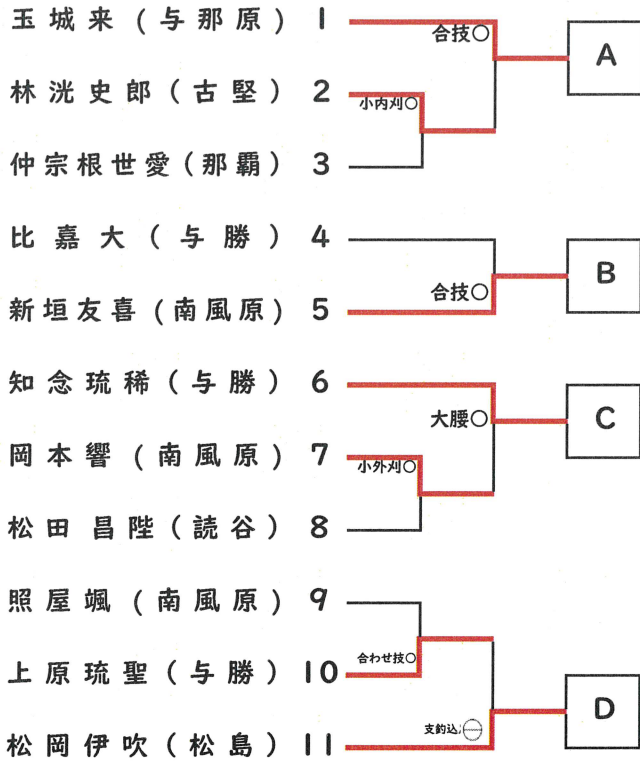 玉城来（与那原） 1
合技○
A
林洸史郎（古堅） 2
小内刈○
仲宗根世愛（那覇） 3
比嘉大（与勝） 4
B
合技○
新垣友喜（南風原） 5
知念琉稀（与勝） 6
大腰○
C
岡本響（南風原） 7
小外刈○
松田昌陛（読谷） 8
照屋颯（南風原） 9
合わせ技○
上原琉聖（与勝） 10
D
支釣込
松岡伊吹（松島） 11